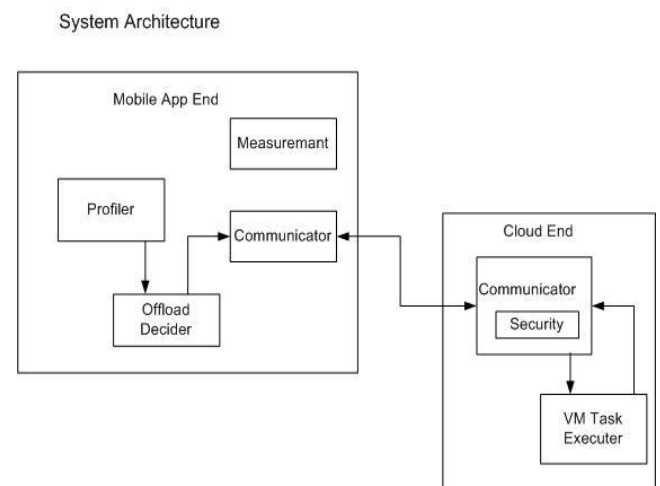 System Architecture
Mobile App End
Measuremant
Profiler
Communicator
Offload
Decider
Cloud End
Communicator
Security
VM Task
Executer